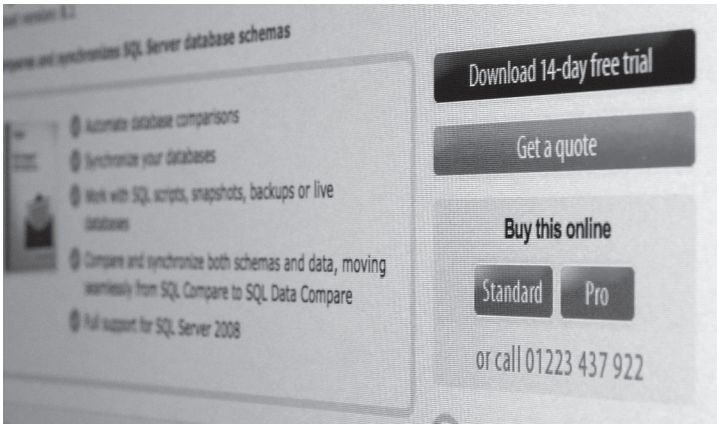 version: 8.1
and synchronizes SQL Server database schemas
Automate database comparisons
Synchronize your databases
Work with SQL scripts, snapshots, backups or live
databases
Compare and synchronize both schemas and data, moving
seamlessly from SQL Compare to SQL Data Compare
Full support for SQL Server 2008
Download 14-day free trial
Get a quote
Buy this online
Standard
Pro
or call 01223 437 922